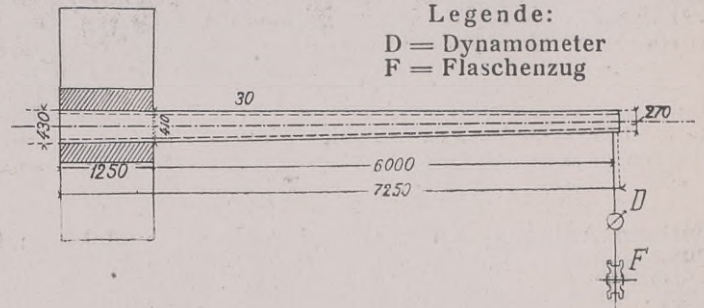 Legende:
D = Dynamometer
F = Flaschenzug
30
270
430
410
1250
6000
7250
D
F